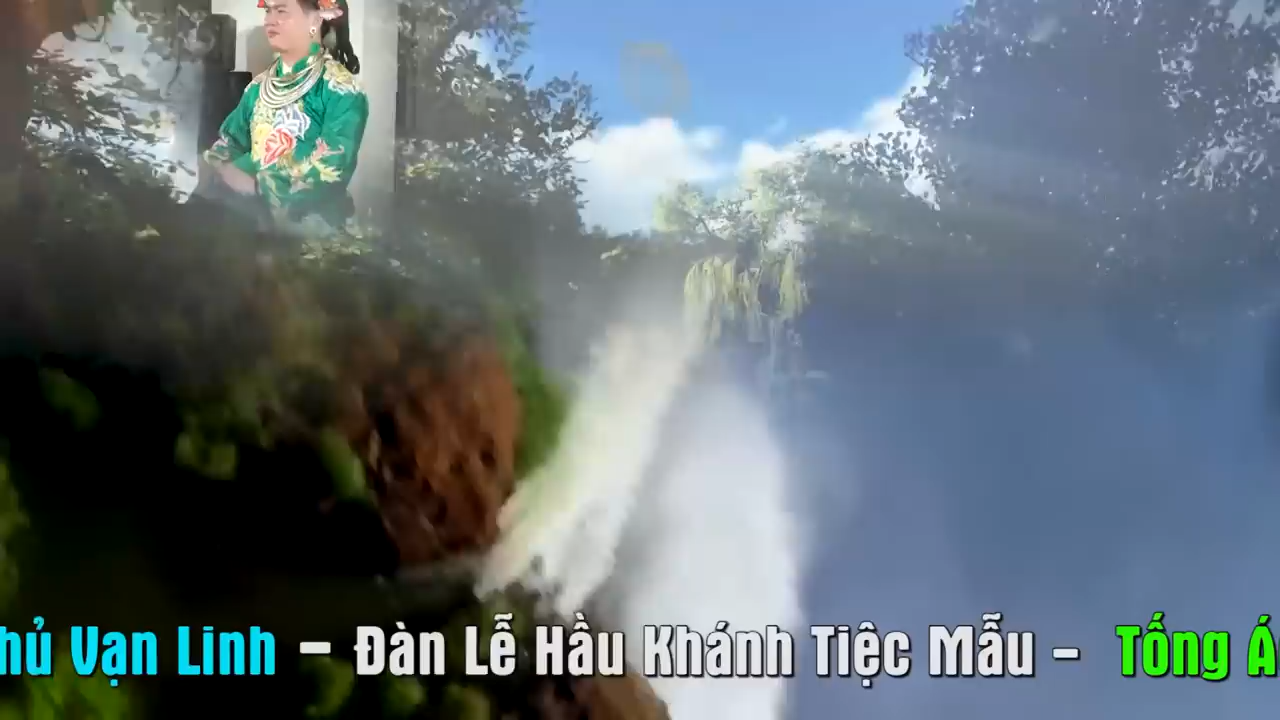 hủ Vạn Linh – Đàn Lễ Hầu Khánh Tiệc Mẫu – Tống Á